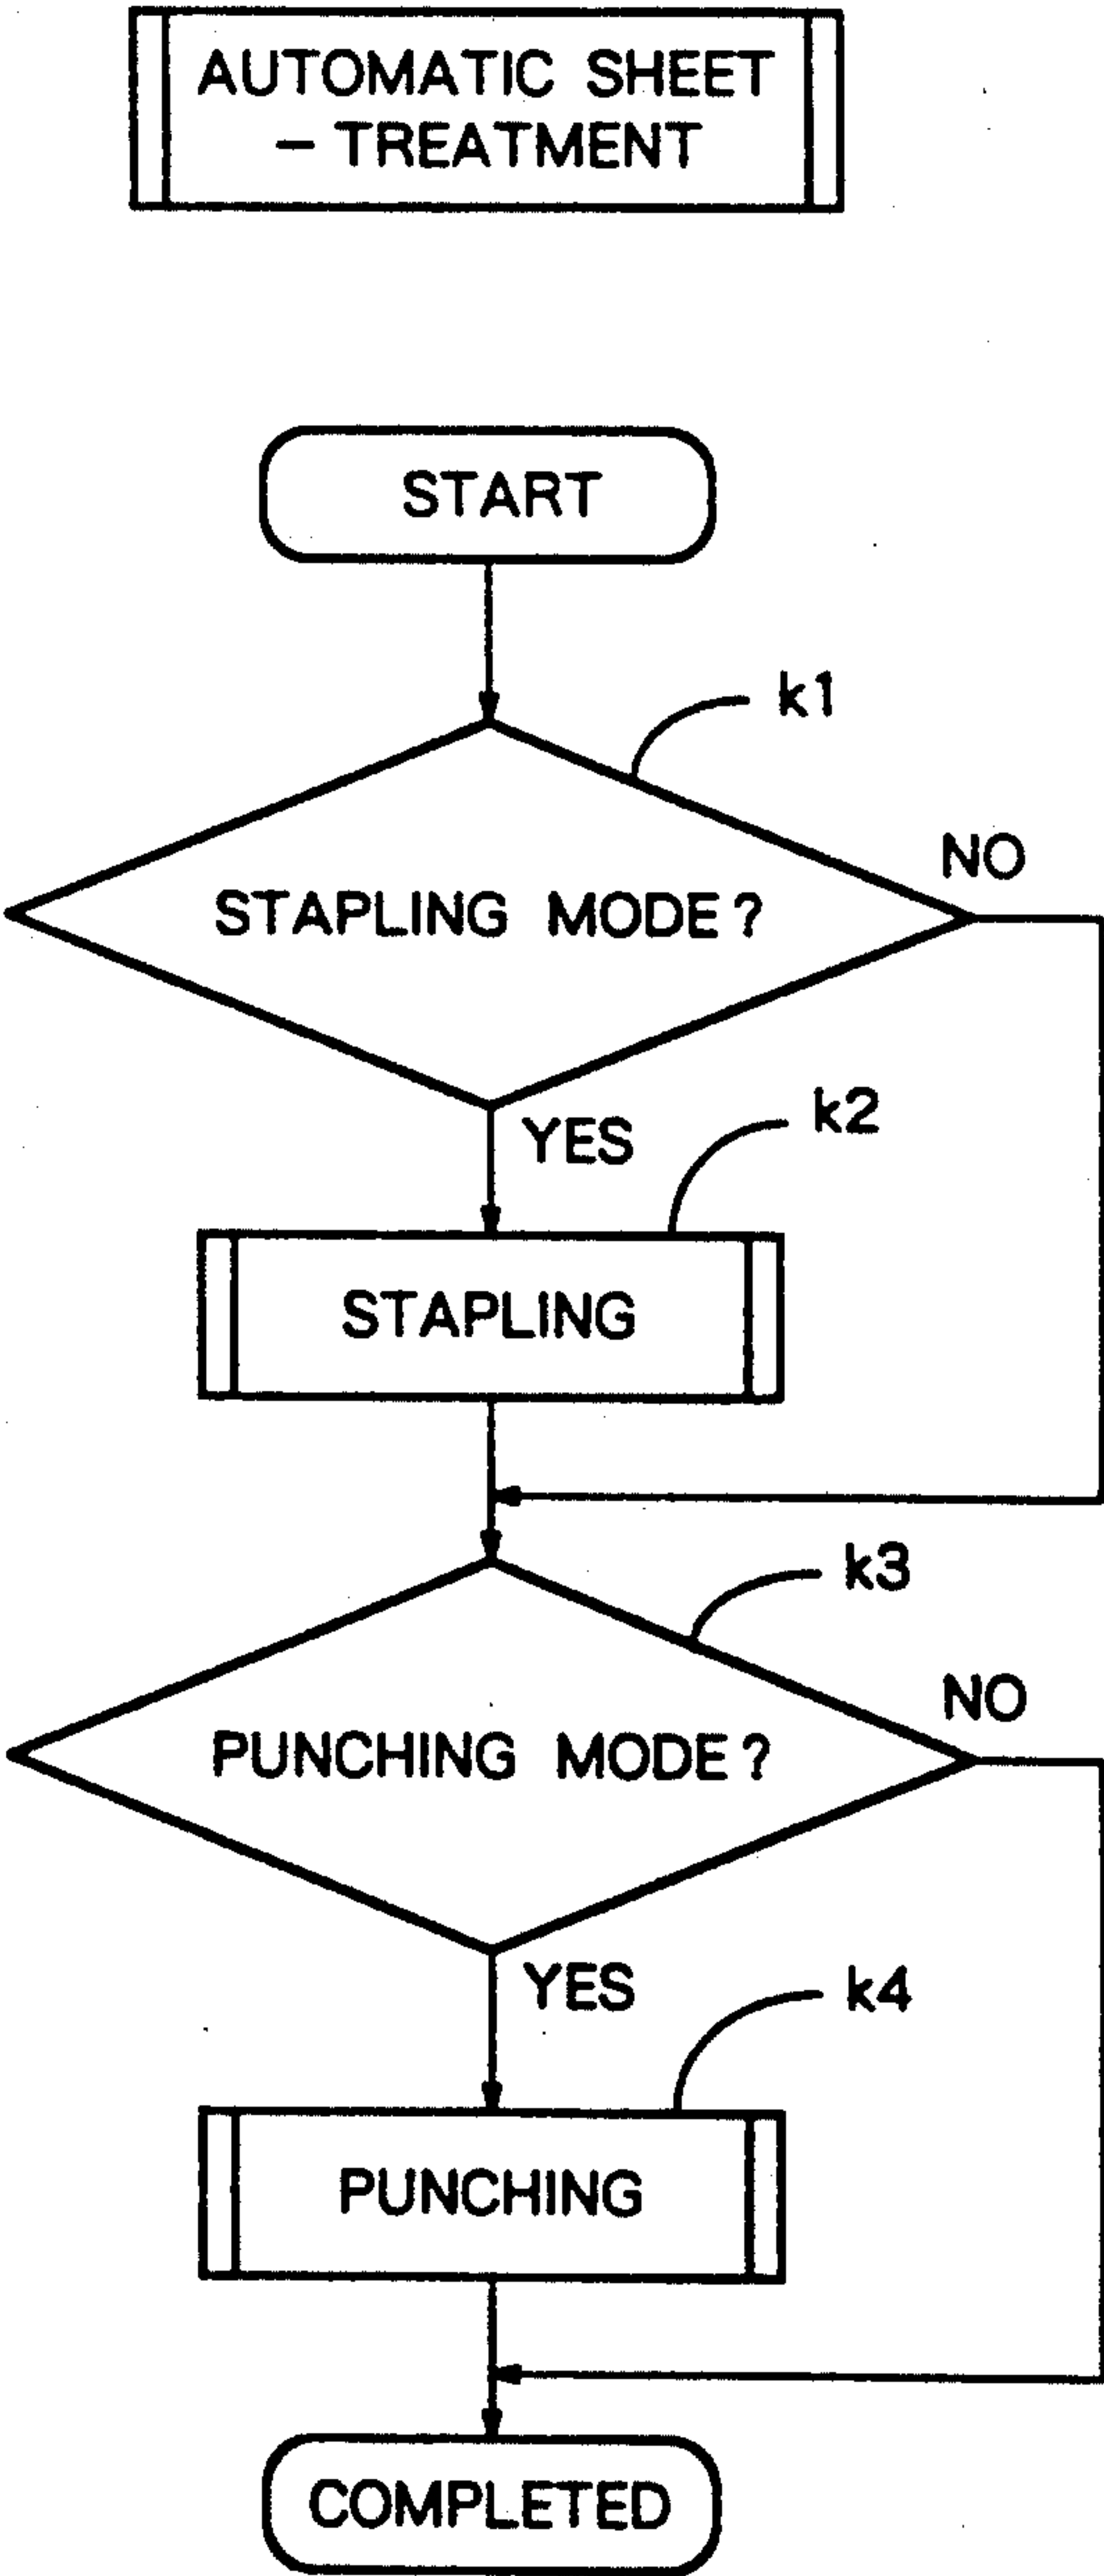 AUTOMATIC SHEET
- TREATMENT
START
k1
NO
STAPLING MODE?
YES
k2
STAPLING
k3
NO
PUNCHING MODE?
YES
k4
PUNCHING
COMPLETED